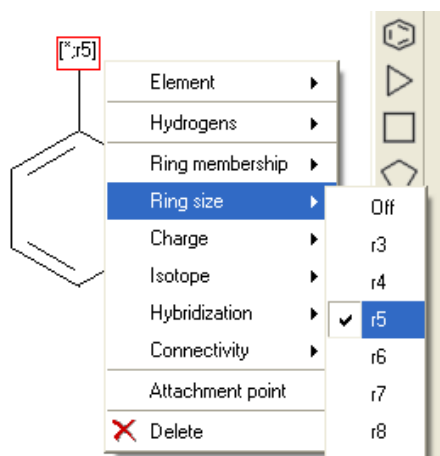 [*;r5]
Element
Hydrogens
Ring membership
Ring size
Charge
Isotope
Hybridization
Connectivity
Attachment point
Delete
Off
r3
r4
r5
r6
r7
r8